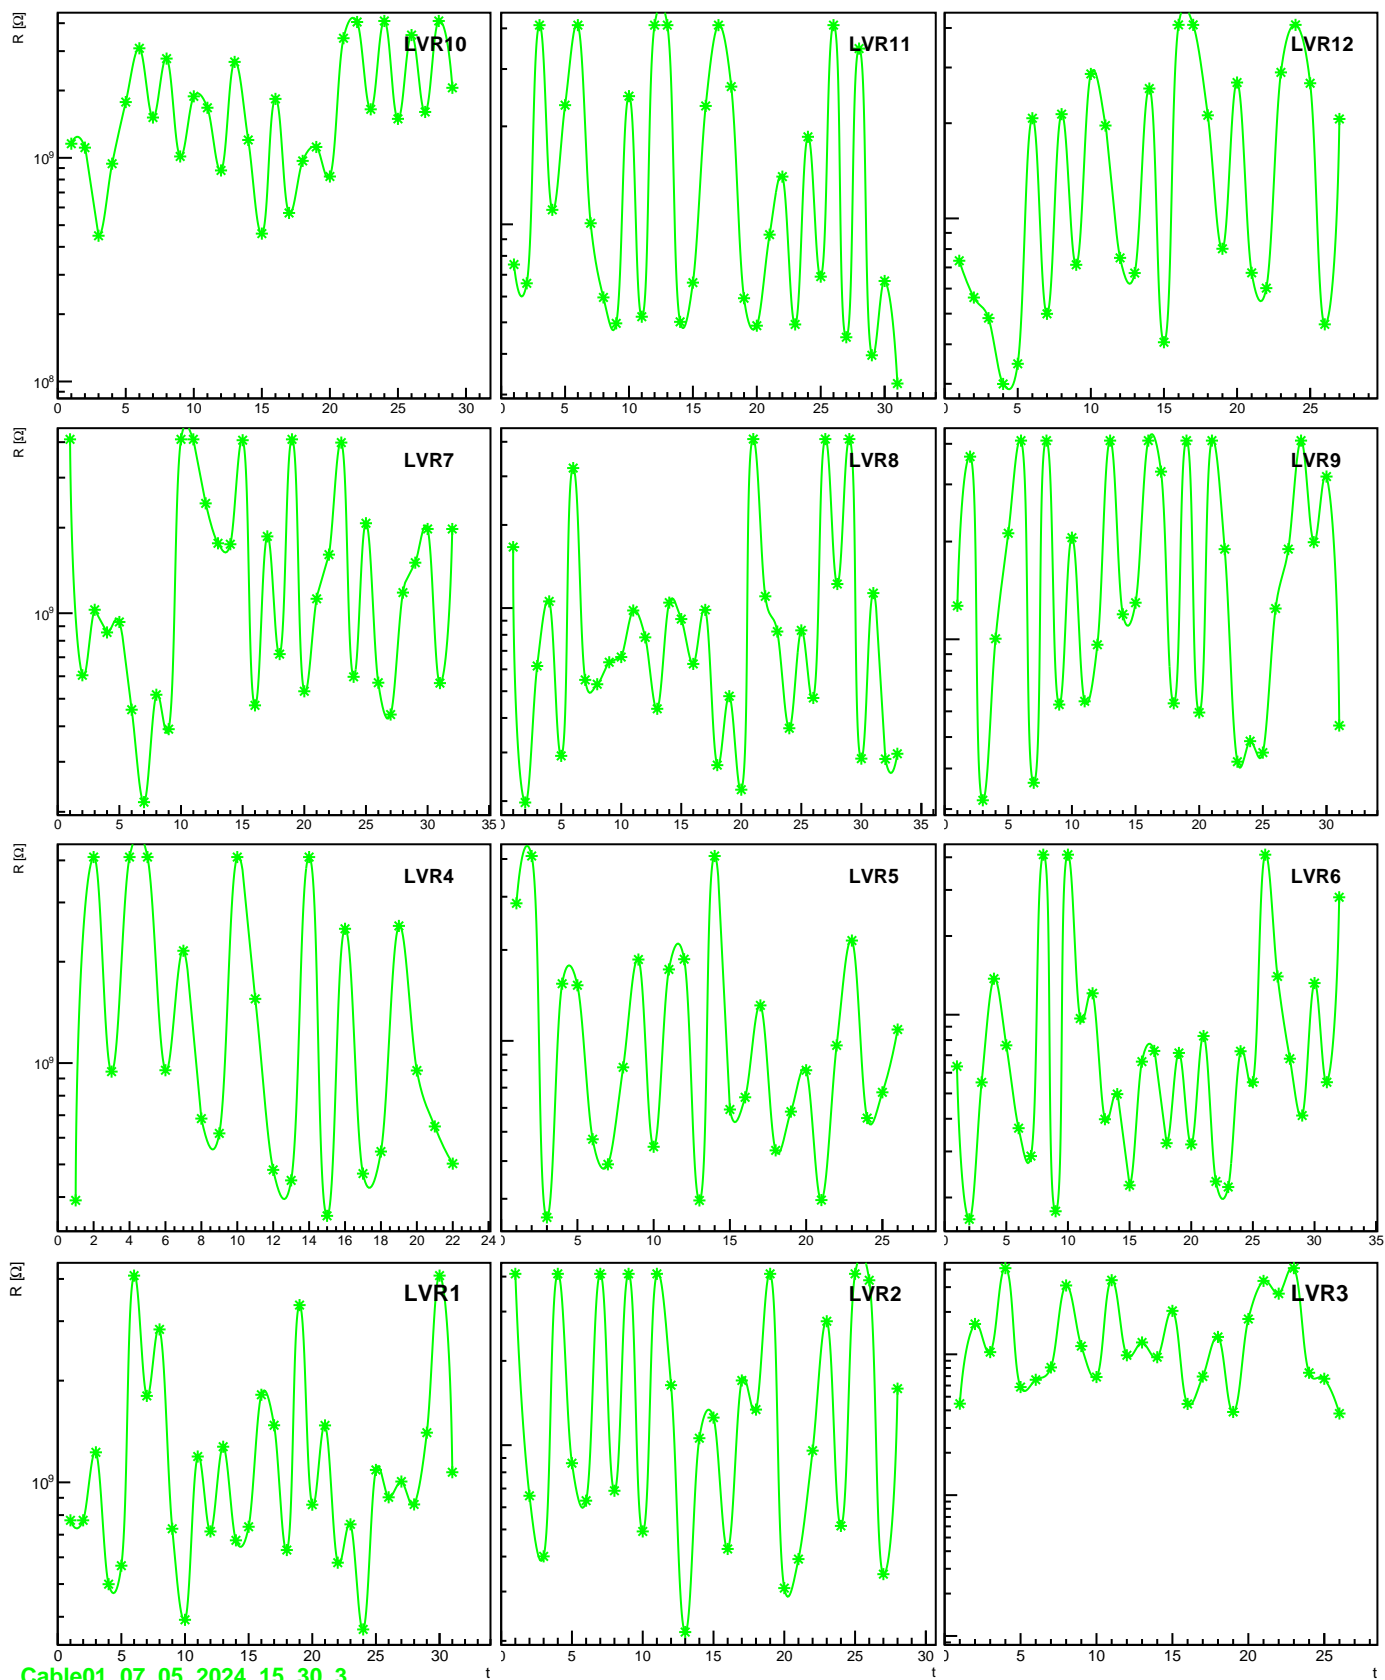 R [Ω]
LVR10
LVR11
LVR12
10⁹
10⁸
0 5 10 15 20 25 30
5 10 15 20 25 30
5 10 15 20 25
R [Ω]
LVR7
LVR8
LVR9
10⁹
0 5 10 15 20 25 30 35
5 10 15 20 25 30 35
5 10 15 20 25 30
R [Ω]
LVR4
LVR5
LVR6
10⁹
0 2 4 6 8 10 12 14 16 18 20 22 24
5 10 15 20 25
5 10 15 20 25 30 35
R [Ω]
LVR1
LVR2
LVR3
10⁹
0 5 10 15 20 25 30
5 10 15 20 25 30
5 10 15 20 25
t
t
t
Cable01_07_05_2024_15_30_3